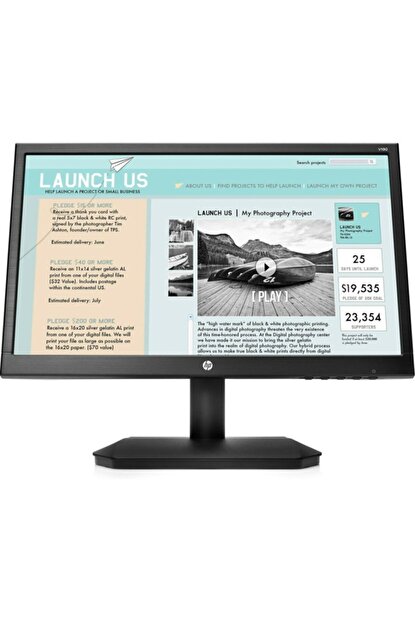 V190
Search projects
LAUNCH US
HELP LAUNCH A PROJECT OR SMALL BUSINESS
ABOUT US | FIND PROJECTS TO HELP LAUNCH | LAUNCH MY OWN PROJECT
PLEDGE $15 OR MORE
Receive a thank you card with
a real 5x7 black & white RC print,
signed by the photographer Tim
Ashton, founder/owner of TPS.
Estimated delivery: June
PLEDGE $40 OR MORE
Receive an 11x14 silver gelatin AL
print from one of your digital files
($32 Value). Includes postage
within the continental US.
Estimated delivery: July
PLEDGE $200 OR MORE
Receive a 16x20 silver gelatin AL print
from one of your digital files. We will
print your file as large as possible on
the 16x20 paper. ($70 value)
LAUNCH US | My Photography Project
[ PLAY ]
The "high water mark" of black & white photographic printing.
Advances in digital photography threaten the very existence
of this time-honored process. At the digital photography center
we have made it our mission to bring the silver gelatin
print into the realm of digital photography. Our hybrid process
allows us to make true black & white prints directly from digital
LAUNCH US
My Photography Project
25
DAYS UNTIL LAUNCH
$19,535
PLEDGED OF 20K GOAL
23,354
SUPPORTERS
hp